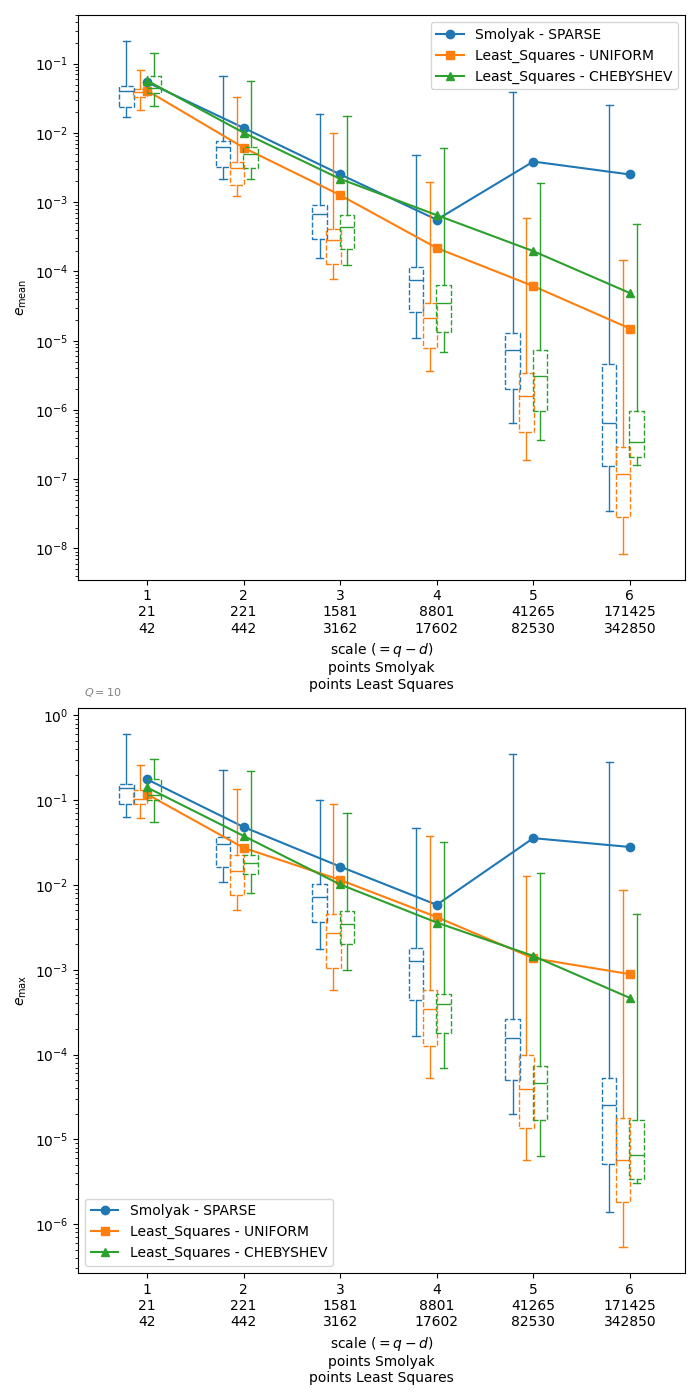 Smolyak - SPARSE
Least_Squares - UNIFORM
Least_Squares - CHEBYSHEV
10⁻¹
10⁻²
10⁻³
10⁻⁴
10⁻⁵
10⁻⁶
10⁻⁷
10⁻⁸
e_mean
1 2 3 4 5 6
21 221 1581 8801 41265 171425
42 442 3162 17602 82530 342850
scale (= q − d)
points Smolyak
points Least Squares
Q = 10
10⁰
10⁻¹
10⁻²
10⁻³
10⁻⁴
10⁻⁵
10⁻⁶
e_max
Smolyak - SPARSE
Least_Squares - UNIFORM
Least_Squares - CHEBYSHEV
1 2 3 4 5 6
21 221 1581 8801 41265 171425
42 442 3162 17602 82530 342850
scale (= q − d)
points Smolyak
points Least Squares